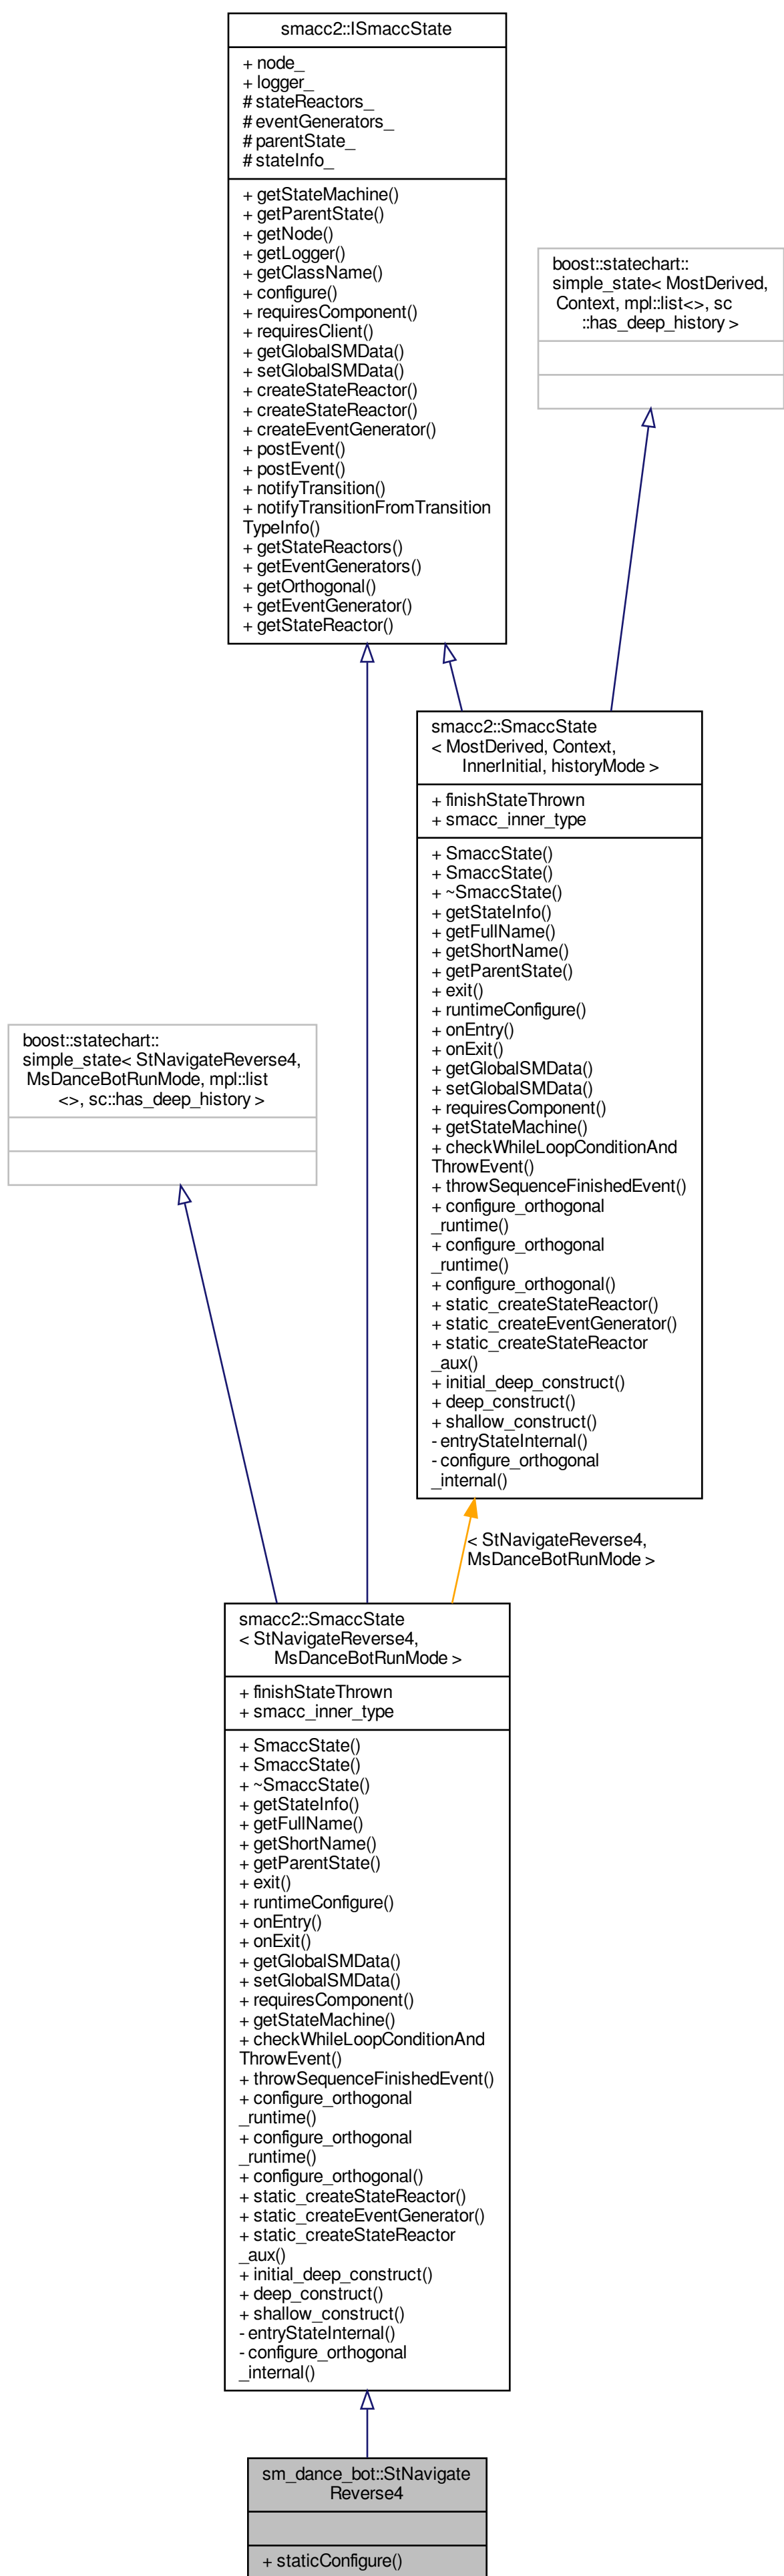 smacc2::ISmaccState
+ node_
+ logger_
# stateReactors_
# eventGenerators_
# parentState_
# stateInfo_
+ getStateMachine()
+ getParentState()
+ getNode()
+ getLogger()
+ getClassName()
+ configure()
+ requiresComponent()
+ requiresClient()
+ getGlobalSMData()
+ setGlobalSMData()
+ createStateReactor()
+ createStateReactor()
+ createEventGenerator()
+ postEvent()
+ postEvent()
+ notifyTransition()
+ notifyTransitionFromTransition
TypeInfo()
+ getStateReactors()
+ getEventGenerators()
+ getOrthogonal()
+ getEventGenerator()
+ getStateReactor()
boost::statechart::
simple_state< MostDerived,
Context, mpl::list<>, sc
::has_deep_history >
smacc2::SmaccState
< MostDerived, Context,
InnerInitial, historyMode >
+ finishStateThrown
+ smacc_inner_type
+ SmaccState()
+ SmaccState()
+ ~SmaccState()
+ getStateInfo()
+ getFullName()
+ getShortName()
+ getParentState()
+ exit()
+ runtimeConfigure()
+ onEntry()
+ onExit()
+ getGlobalSMData()
+ setGlobalSMData()
+ requiresComponent()
+ getStateMachine()
+ checkWhileLoopConditionAnd
ThrowEvent()
+ throwSequenceFinishedEvent()
+ configure_orthogonal
_runtime()
+ configure_orthogonal
_runtime()
+ configure_orthogonal()
+ static_createStateReactor()
+ static_createEventGenerator()
+ static_createStateReactor
_aux()
+ initial_deep_construct()
+ deep_construct()
+ shallow_construct()
- entryStateInternal()
- configure_orthogonal
_internal()
boost::statechart::
simple_state< StNavigateReverse4,
MsDanceBotRunMode, mpl::list
<>, sc::has_deep_history >
< StNavigateReverse4,
MsDanceBotRunMode >
smacc2::SmaccState
< StNavigateReverse4,
MsDanceBotRunMode >
+ finishStateThrown
+ smacc_inner_type
+ SmaccState()
+ SmaccState()
+ ~SmaccState()
+ getStateInfo()
+ getFullName()
+ getShortName()
+ getParentState()
+ exit()
+ runtimeConfigure()
+ onEntry()
+ onExit()
+ getGlobalSMData()
+ setGlobalSMData()
+ requiresComponent()
+ getStateMachine()
+ checkWhileLoopConditionAnd
ThrowEvent()
+ throwSequenceFinishedEvent()
+ configure_orthogonal
_runtime()
+ configure_orthogonal
_runtime()
+ configure_orthogonal()
+ static_createStateReactor()
+ static_createEventGenerator()
+ static_createStateReactor
_aux()
+ initial_deep_construct()
+ deep_construct()
+ shallow_construct()
- entryStateInternal()
- configure_orthogonal
_internal()
sm_dance_bot::StNavigate
Reverse4
+ staticConfigure()